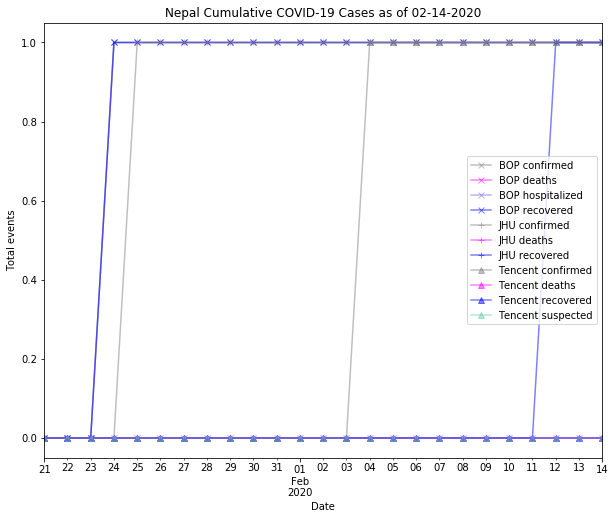 Nepal Cumulative COVID-19 Cases as of 02-14-2020
1.0
0.8
0.6
0.4
0.2
0.0
Total events
BOP confirmed
BOP deaths
BOP hospitalized
BOP recovered
JHU confirmed
JHU deaths
JHU recovered
Tencent confirmed
Tencent deaths
Tencent recovered
Tencent suspected
21 22 23 24 25 26 27 28 29 30 31 01 02 03 04 05 06 07 08 09 10 11 12 13 14
Feb
2020
Date